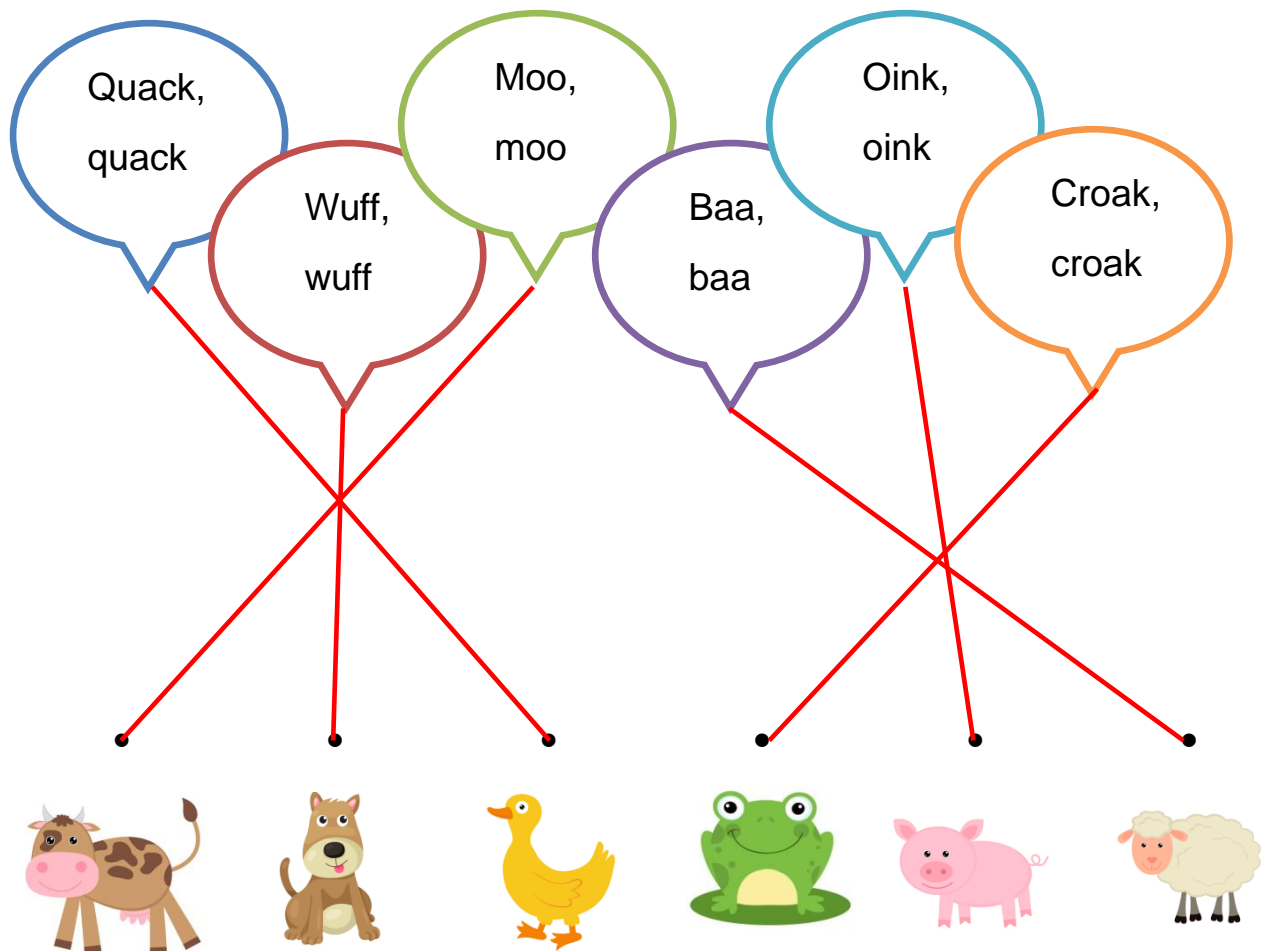 Quack,
quack
Wuff,
wuff
Moo,
moo
Baa,
baa
Oink,
oink
Croak,
croak